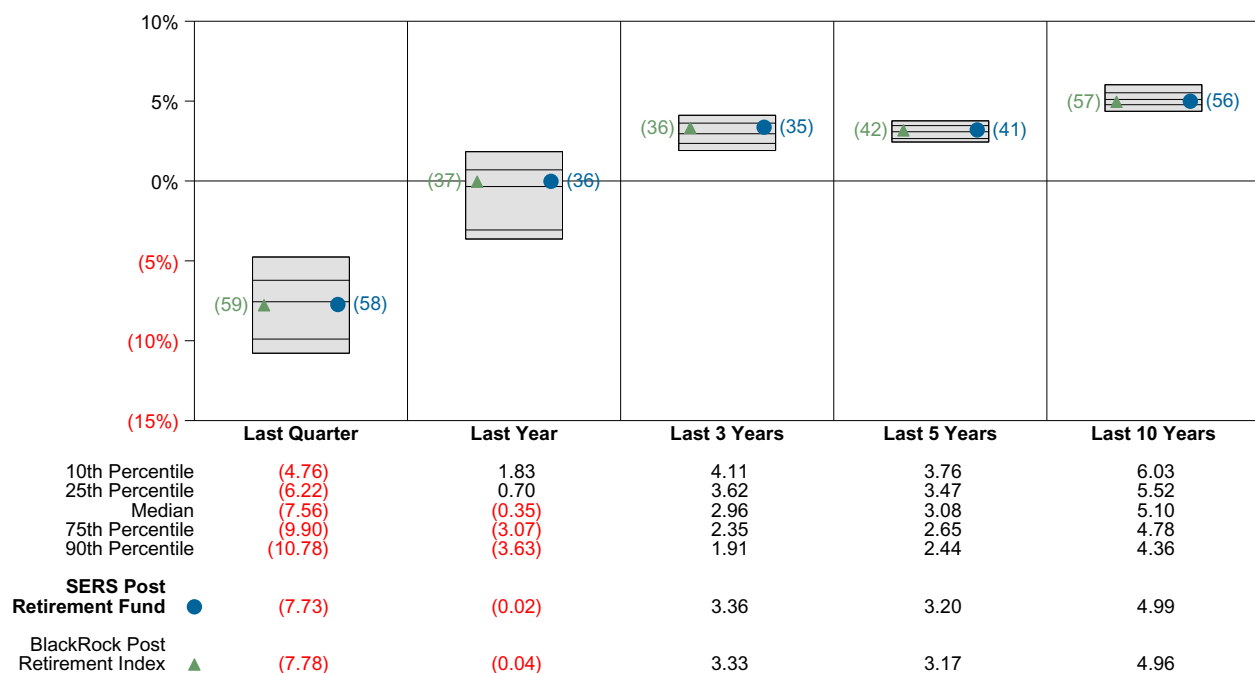 10%
5%
0%
(5%)
(10%)
(15%)
(59) (58)
(37) (36)
(36) (35)
(42) (41)
(57) (56)
Last Quarter Last Year Last 3 Years Last 5 Years Last 10 Years
10th Percentile (4.76) 1.83 4.11 3.76 6.03
25th Percentile (6.22) 0.70 3.62 3.47 5.52
Median (7.56) (0.35) 2.96 3.08 5.10
75th Percentile (9.90) (3.07) 2.35 2.65 4.78
90th Percentile (10.78) (3.63) 1.91 2.44 4.36
SERS Post
Retirement Fund (7.73) (0.02) 3.36 3.20 4.99
BlackRock Post
Retirement Index (7.78) (0.04) 3.33 3.17 4.96